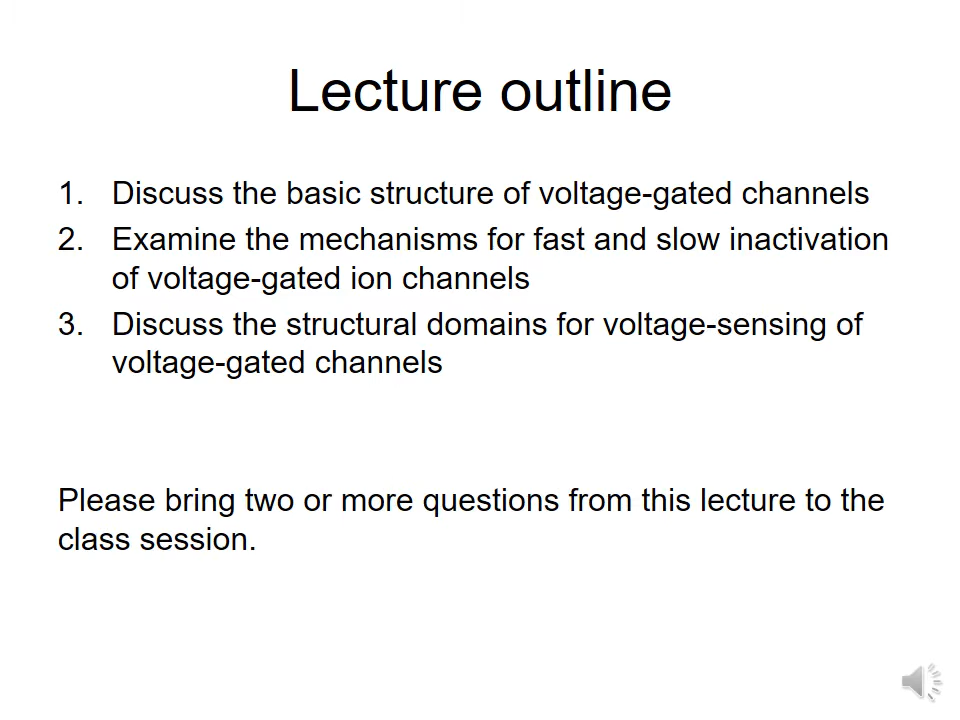 Lecture outline
1. Discuss the basic structure of voltage-gated channels
2. Examine the mechanisms for fast and slow inactivation
of voltage-gated ion channels
3. Discuss the structural domains for voltage-sensing of
voltage-gated channels
Please bring two or more questions from this lecture to the
class session.